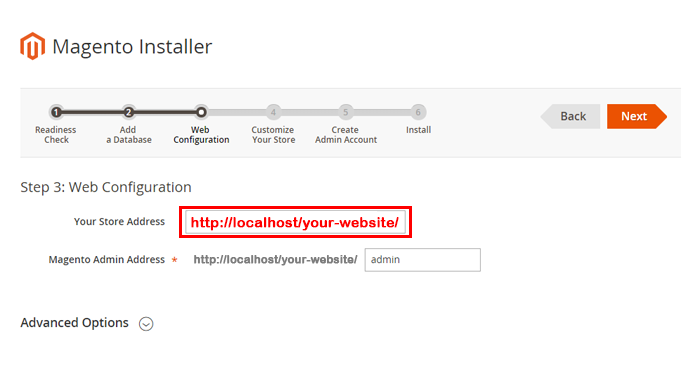 Magento Installer
1
2
4
5
6
Readiness
Check
Add
a Database
Web
Configuration
Customize
Your Store
Create
Admin Account
Install
Back
Next
Step 3: Web Configuration
Your Store Address
http://localhost/your-website/
Magento Admin Address *
http://localhost/your-website/
admin
Advanced Options